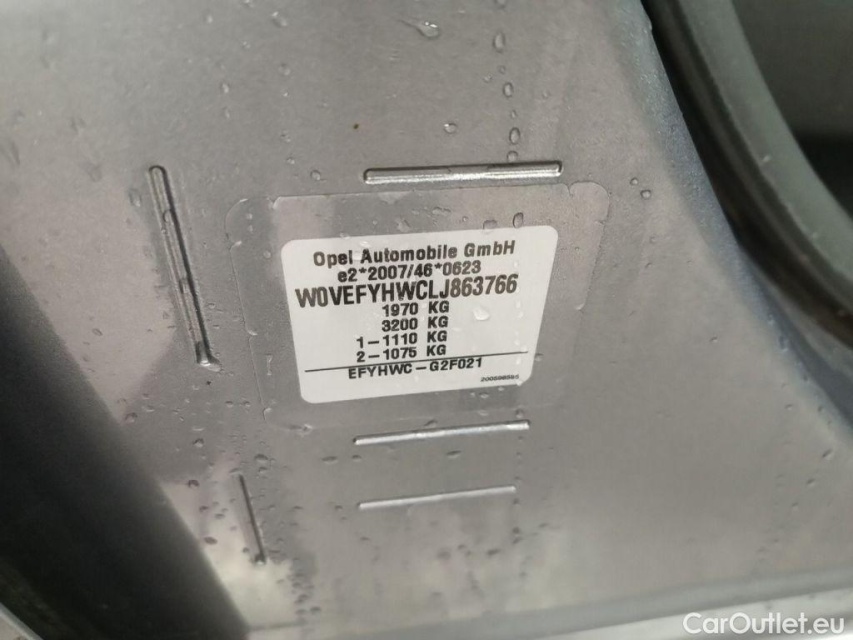 Opel Automobile GmbH
e2*2007/46*0623
W0VEFYHWCLJ863766
1970 KG
3200 KG
1-1110 KG
2-1075 KG
EFYHWC-G2F021
CarOutlet.eu